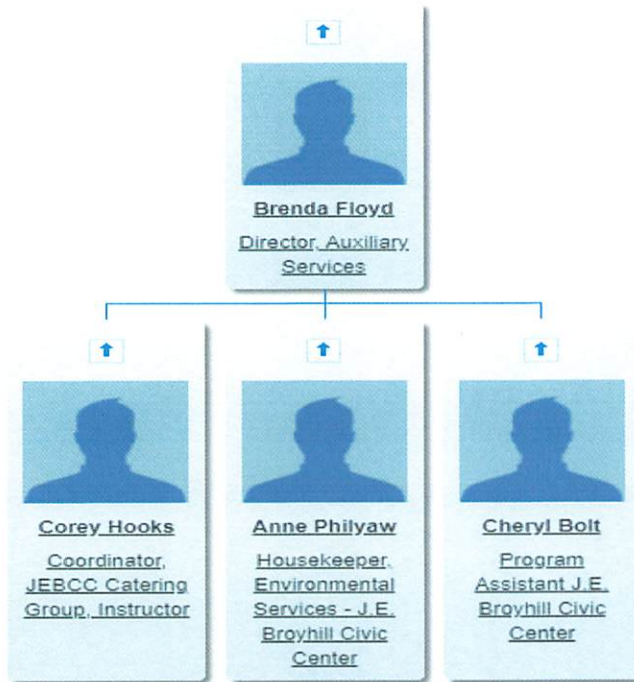 Brenda Floyd
Director, Auxiliary
Services
Corey Hooks
Coordinator,
JEBCC Catering
Group, Instructor
Anne Philyaw
Housekeeper,
Environmental
Services - J.E.
Broyhill Civic
Center
Cheryl Bolt
Program
Assistant J.E.
Broyhill Civic
Center